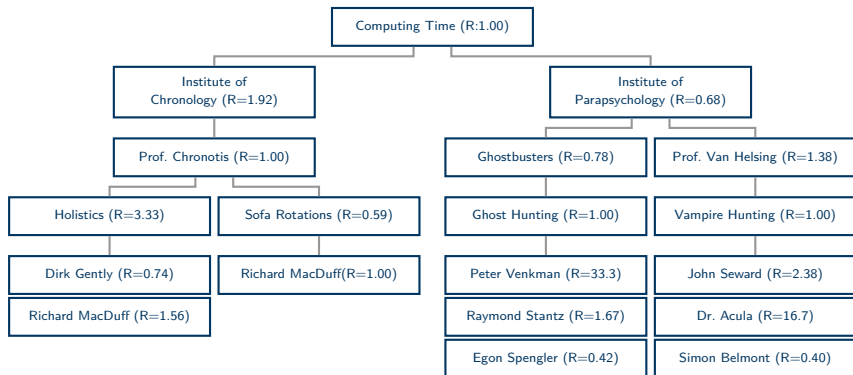 Computing Time (R:1.00)
Institute of
Chronology (R=1.92)
Institute of
Parapsychology (R=0.68)
Prof. Chronotis (R=1.00)
Ghostbusters (R=0.78)
Prof. Van Helsing (R=1.38)
Holistics (R=3.33)
Sofa Rotations (R=0.59)
Ghost Hunting (R=1.00)
Vampire Hunting (R=1.00)
Dirk Gently (R=0.74)
Richard MacDuff(R=1.00)
Peter Venkman (R=33.3)
John Seward (R=2.38)
Richard MacDuff (R=1.56)
Raymond Stantz (R=1.67)
Dr. Acula (R=16.7)
Egon Spengler (R=0.42)
Simon Belmont (R=0.40)